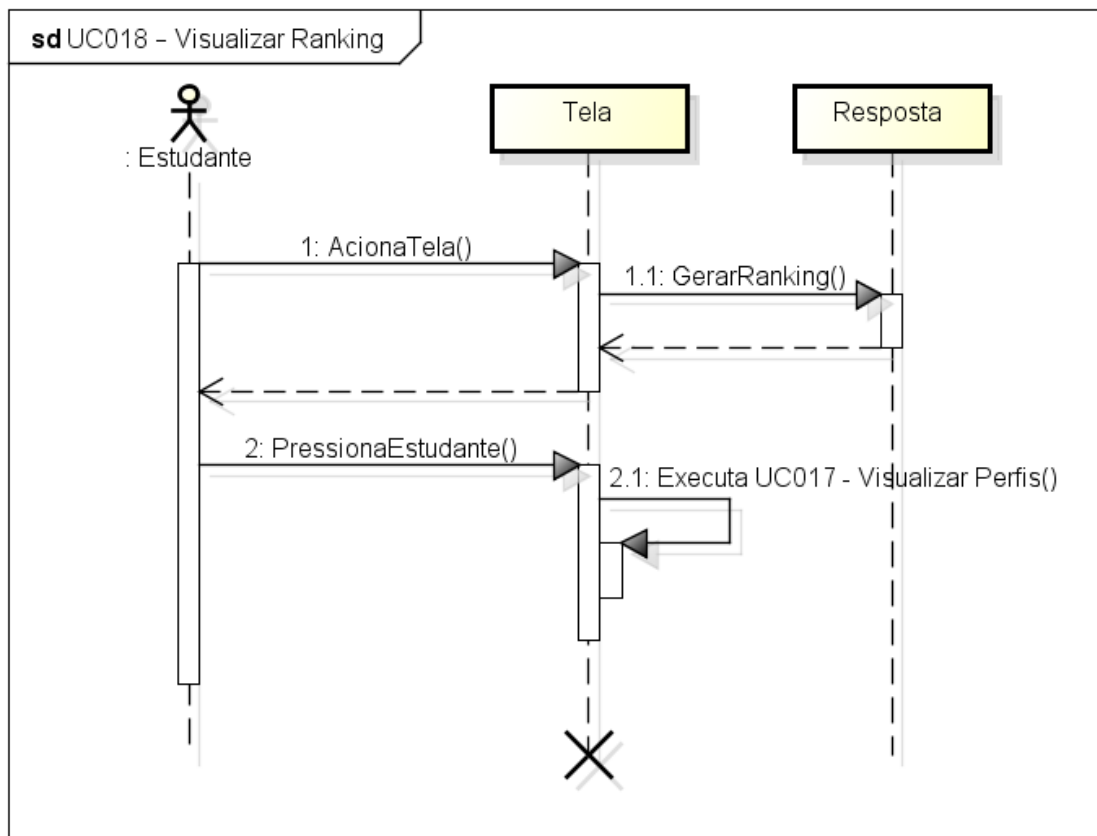 sd UC018 - Visualizar Ranking
Tela
Resposta
: Estudante
1: AcionaTela()
1.1: GerarRanking()
2: PressionaEstudante()
2.1: Executa UC017 - Visualizar Perfis()